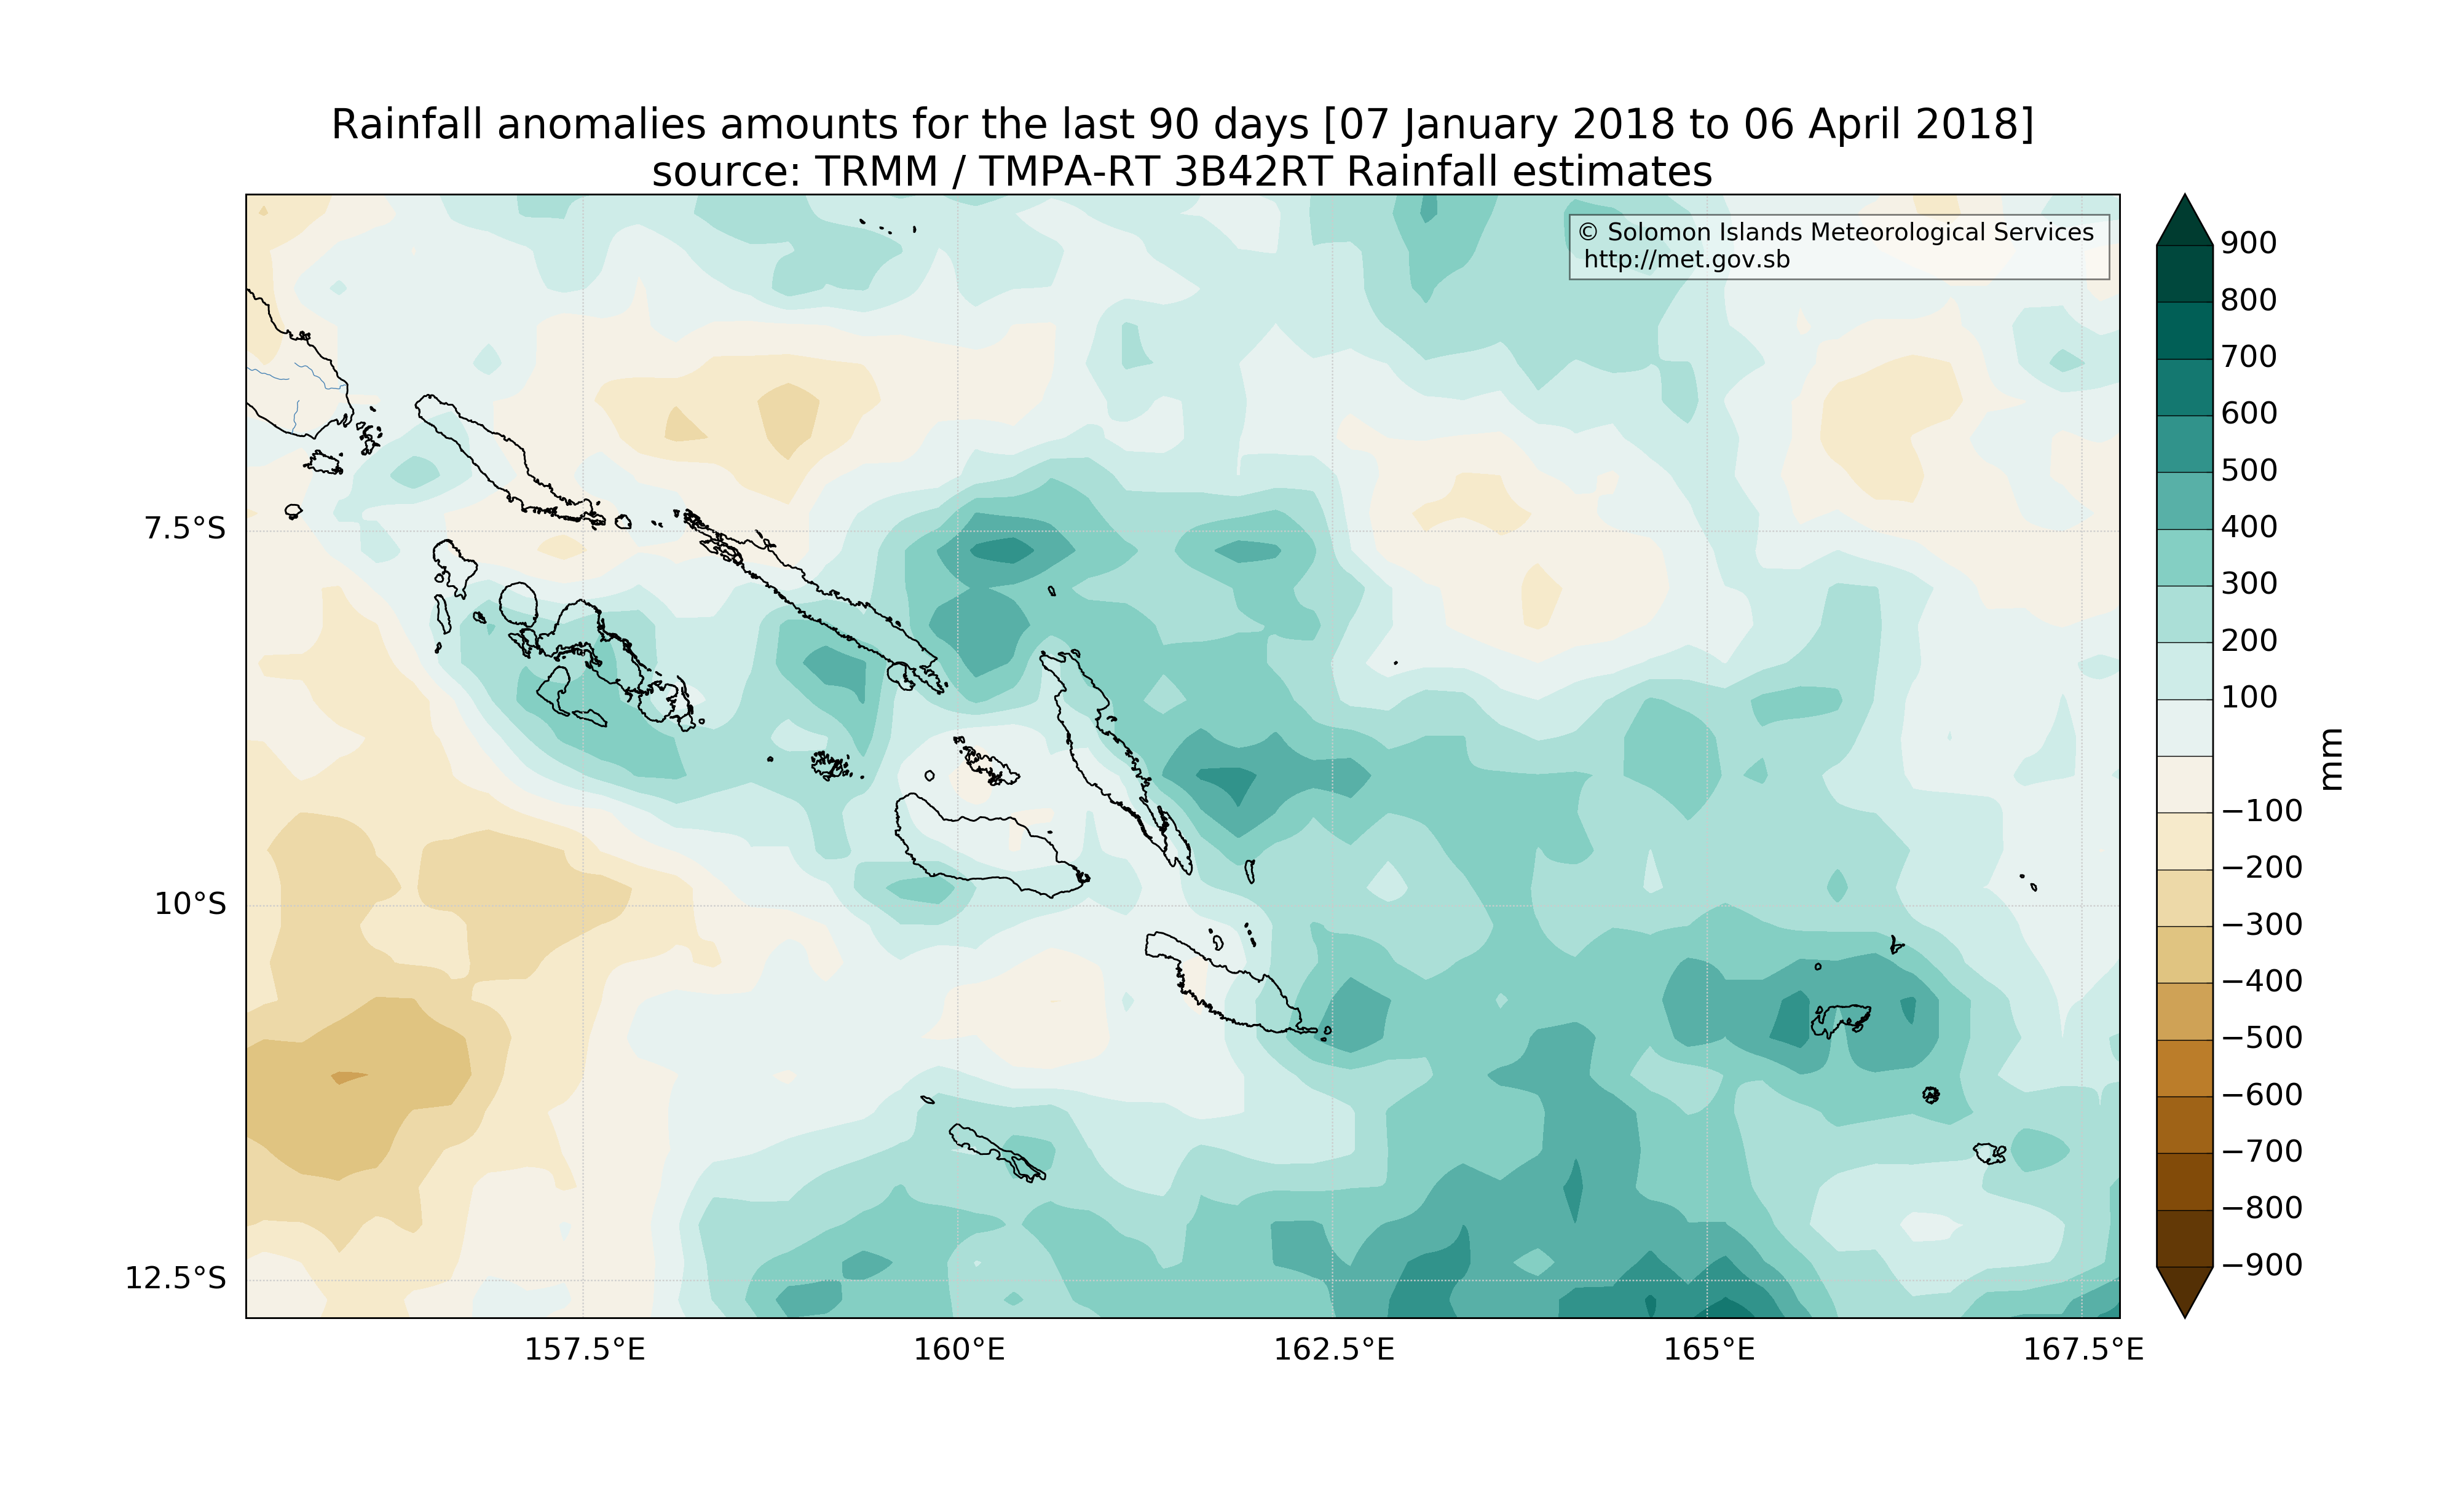 Rainfall anomalies amounts for the last 90 days [07 January 2018 to 06 April 2018]
source: TRMM / TMPA-RT 3B42RT Rainfall estimates
© Solomon Islands Meteorological Services
http://met.gov.sb
7.5°S
10°S
12.5°S
157.5°E
160°E
162.5°E
165°E
167.5°E
900
800
700
600
500
400
300
200
100
−100
−200
−300
−400
−500
−600
−700
−800
−900
mm